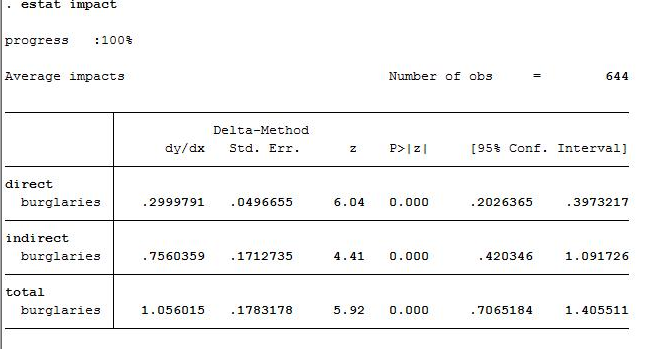 . estat impact
progress :100%
Average impacts Number of obs = 644
Delta-Method
dy/dx Std. Err. z P>|z| [95% Conf. Interval]
direct
burglaries .2999791 .0496655 6.04 0.000 .2026365 .3973217
indirect
burglaries .7560359 .1712735 4.41 0.000 .420346 1.091726
total
burglaries 1.056015 .1783178 5.92 0.000 .7065184 1.405511